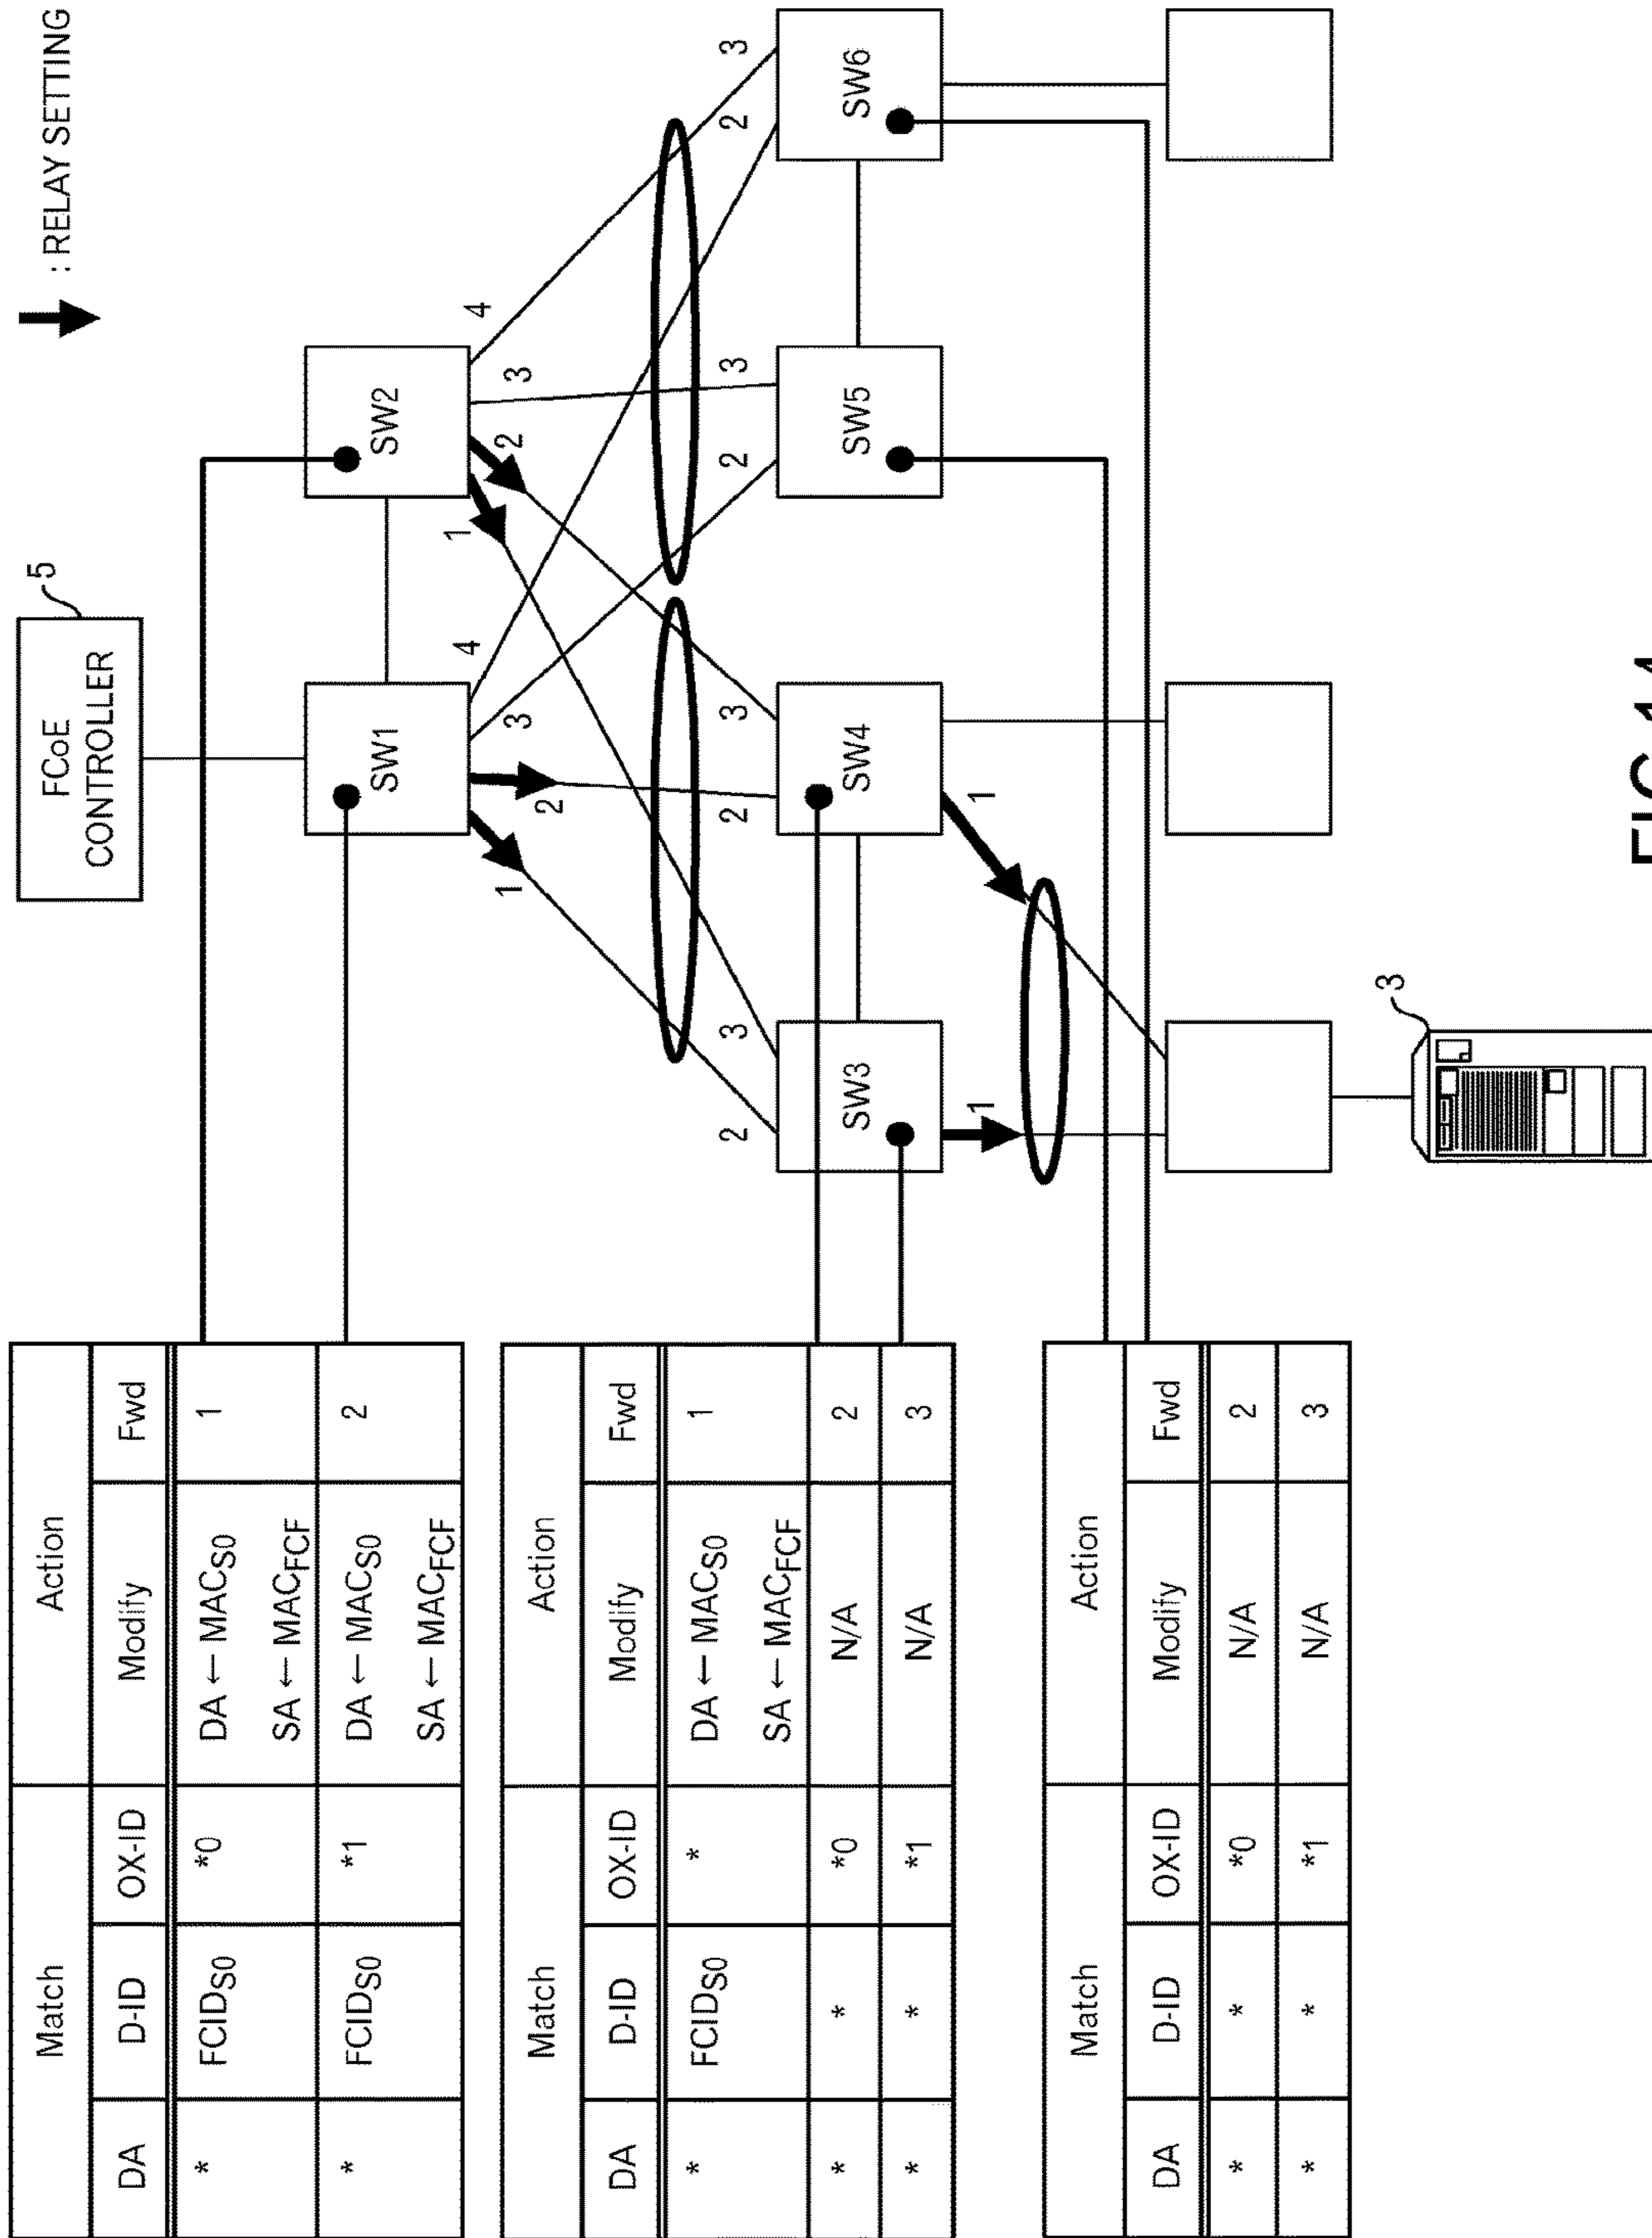 : RELAY SETTING
FCoE
CONTROLLER
5
Match Action
DA D-ID OX-ID Modify Fwd
* FCIDS0 *0 DA ← MACS0 1
SA ← MACFCF
* FCIDS0 *1 DA ← MACS0 2
SA ← MACFCF
SW1
SW2
1
2
3
4
1
2
3
4
Match Action
DA D-ID OX-ID Modify Fwd
* FCIDS0 * DA ← MACS0 1
SA ← MACFCF
* * *0 N/A 2
* * *1 N/A 3
2
3
2
3
2
3
2
3
SW3
SW4
SW5
SW6
1
1
Match Action
DA D-ID OX-ID Modify Fwd
* * *0 N/A 2
* * *1 N/A 3
3
FIG.14